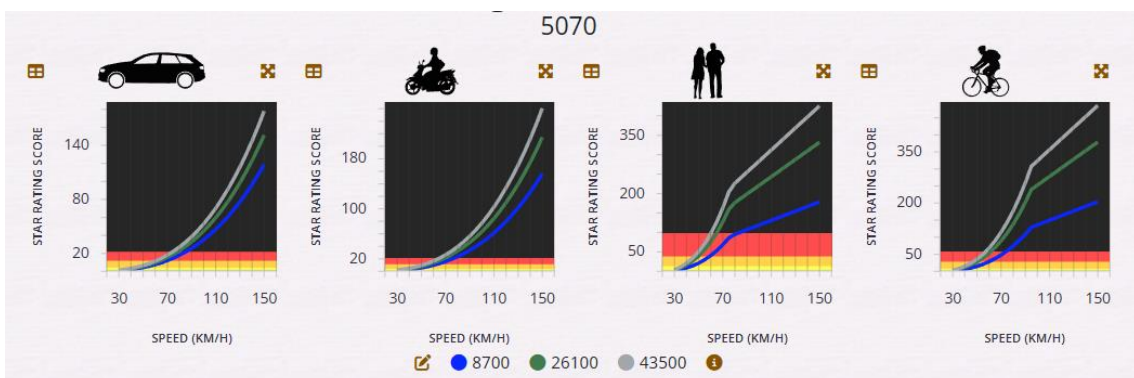 5070
STAR RATING SCORE
140
80
20
30 70 110 150
SPEED (KM/H)
STAR RATING SCORE
180
100
20
30 70 110 150
SPEED (KM/H)
STAR RATING SCORE
350
200
50
30 70 110 150
SPEED (KM/H)
STAR RATING SCORE
350
200
50
30 70 110 150
SPEED (KM/H)
8700 26100 43500